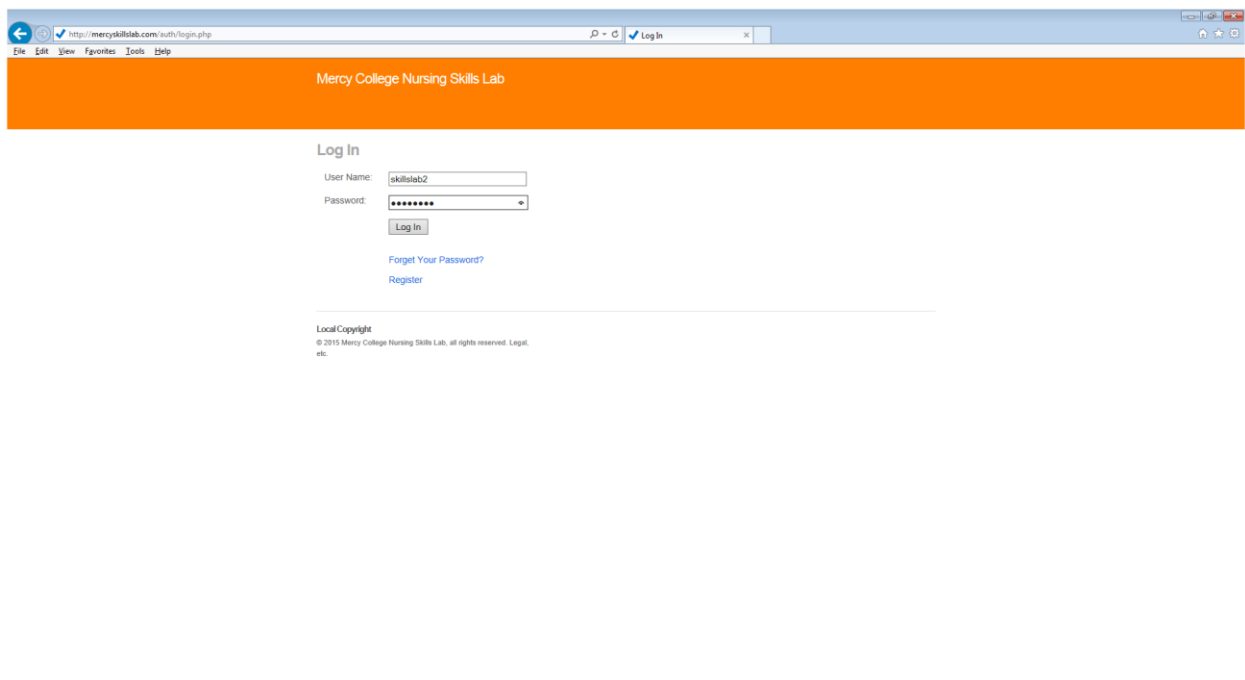 http://mercyskillslab.com/auth/login.php
Log In
File Edit View Favorites Tools Help
Mercy College Nursing Skills Lab
Log In
User Name: skillslab2
Password: ••••••••
Log In
Forget Your Password?
Register
Local Copyright
© 2015 Mercy College Nursing Skills Lab, all rights reserved. Legal,
etc.